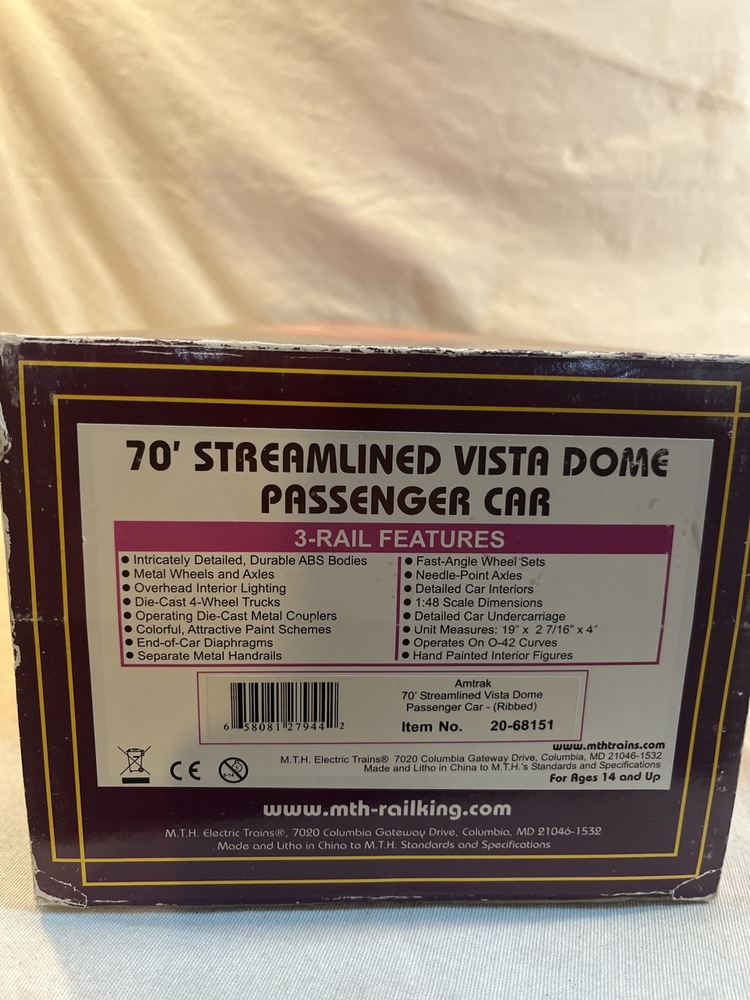 70' STREAMLINED VISTA DOME
PASSENGER CAR
3-RAIL FEATURES
● Intricately Detailed, Durable ABS Bodies
● Metal Wheels and Axles
● Overhead Interior Lighting
● Die-Cast 4-Wheel Trucks
● Operating Die-Cast Metal Couplers
● Colorful, Attractive Paint Schemes
● End-of-Car Diaphragms
● Separate Metal Handrails
● Fast-Angle Wheel Sets
● Needle-Point Axles
● Detailed Car Interiors
● 1:48 Scale Dimensions
● Detailed Car Undercarriage
● Unit Measures: 19" x 2 7/16" x 4"
● Operates On O-42 Curves
● Hand Painted Interior Figures
6 58081 27944 2
Amtrak
70' Streamlined Vista Dome
Passenger Car - (Ribbed)
Item No. 20-68151
www.mthtrains.com
CE
0-14
M.T.H. Electric Trains® 7020 Columbia Gateway Drive, Columbia, MD 21046-1532
Made and Litho in China to M.T.H.'s Standards and Specifications
For Ages 14 and Up
www.mth-railking.com
M.T.H. Electric Trains®, 7020 Columbia Gateway Drive, Columbia, MD 21046-1532
Made and Litho in China to M.T.H. Standards and Specifications